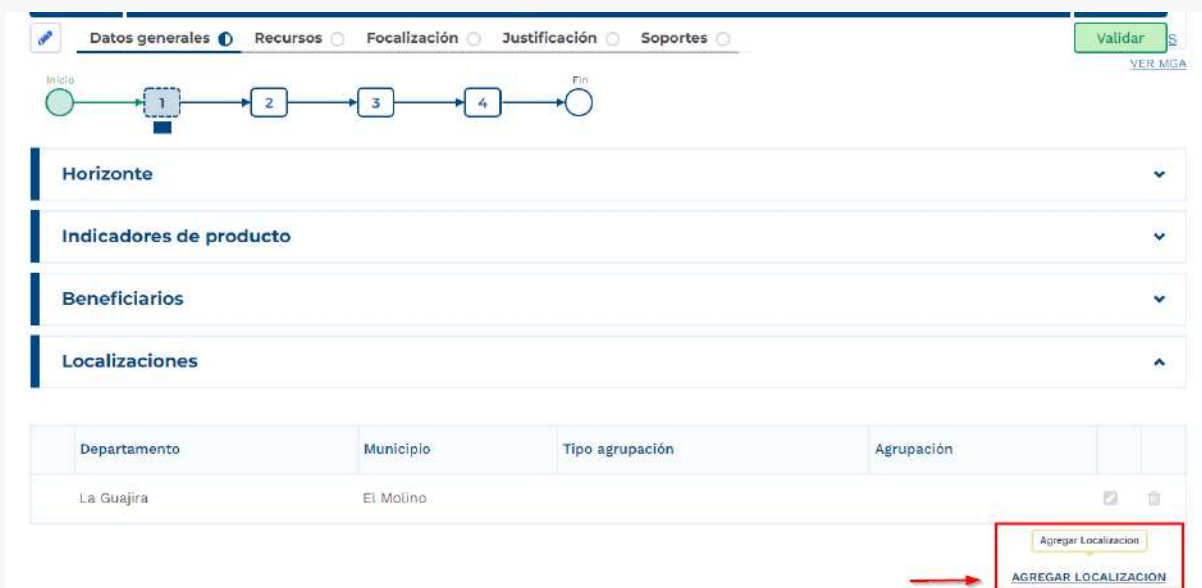 Datos generales Recursos Focalización Justificación Soportes Validar S
VER MGA
Inicio Fin
1 2 3 4
Horizonte
Indicadores de producto
Beneficiarios
Localizaciones
Departamento Municipio Tipo agrupación Agrupación
La Guajira El Molino
Agregar Localizacion
AGREGAR LOCALIZACION